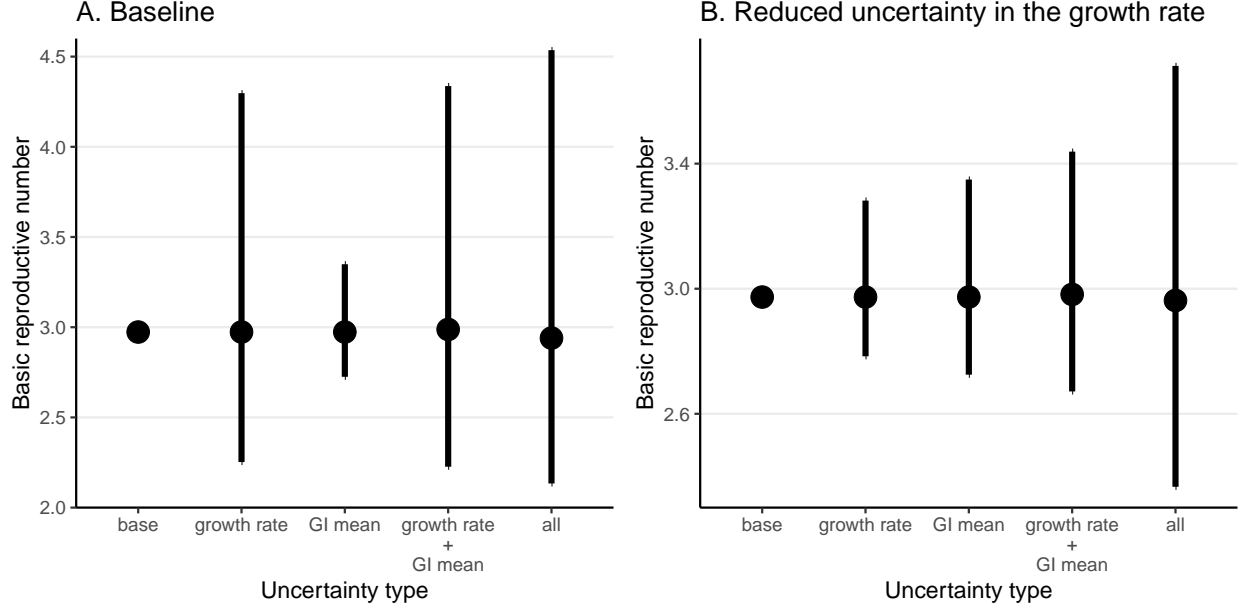 A. Baseline
Basic reproductive number
4.5
4.0
3.5
3.0
2.5
2.0
base
growth rate
GI mean
growth rate
+
GI mean
all
Uncertainty type
B. Reduced uncertainty in the growth rate
Basic reproductive number
3.4
3.0
2.6
base
growth rate
GI mean
growth rate
+
GI mean
all
Uncertainty type